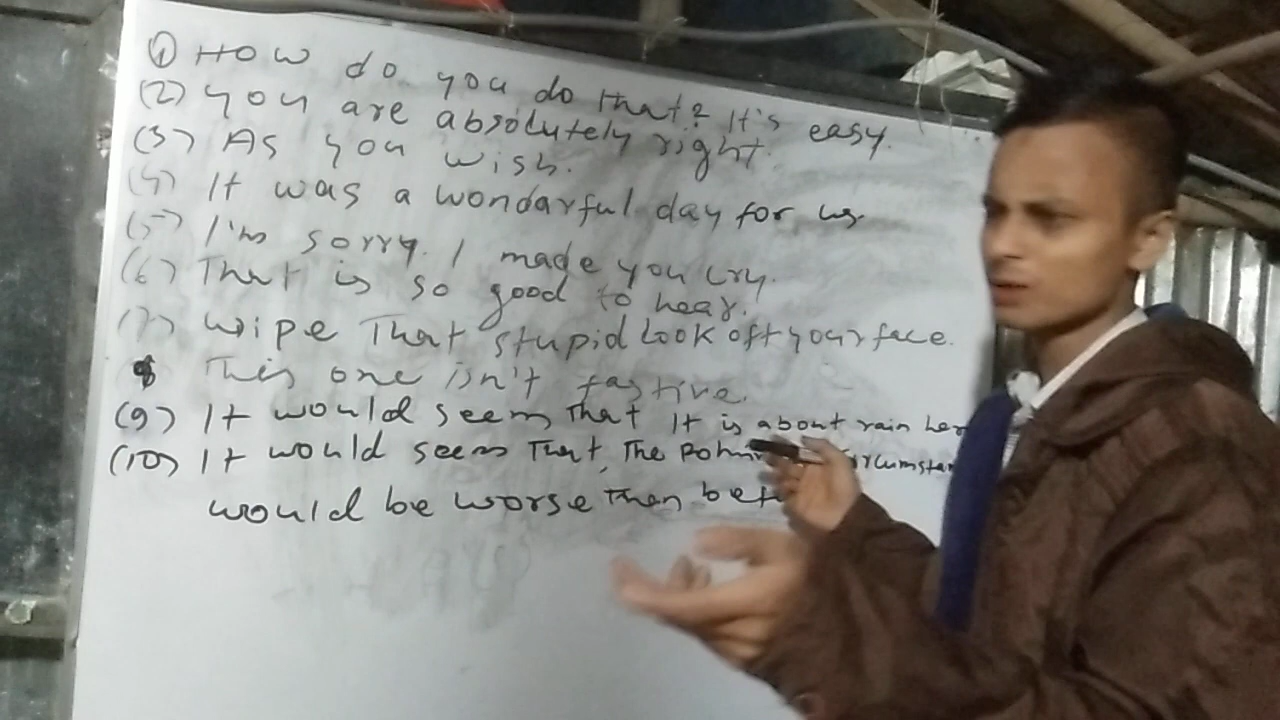 (1) How do you do that? It's easy.
(2) you are absolutely right.
(3) As you wish.
(4) It was a wondarful day for us.
(5) I'm sorry. I made you cry.
(6) That is so good to hear.
(7) wipe That stupid Look off your face.
This one isn't fastive.
(9) It would seem that It is about rain
(10) It would seem That, The
would be worse then